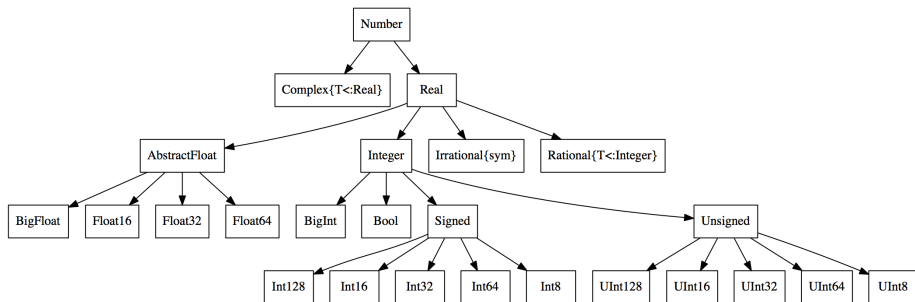 Number
Complex{T<:Real}
Real
AbstractFloat
Integer
Irrational{sym}
Rational{T<:Integer}
BigFloat
Float16
Float32
Float64
BigInt
Bool
Signed
Unsigned
Int128
Int16
Int32
Int64
Int8
UInt128
UInt16
UInt32
UInt64
UInt8